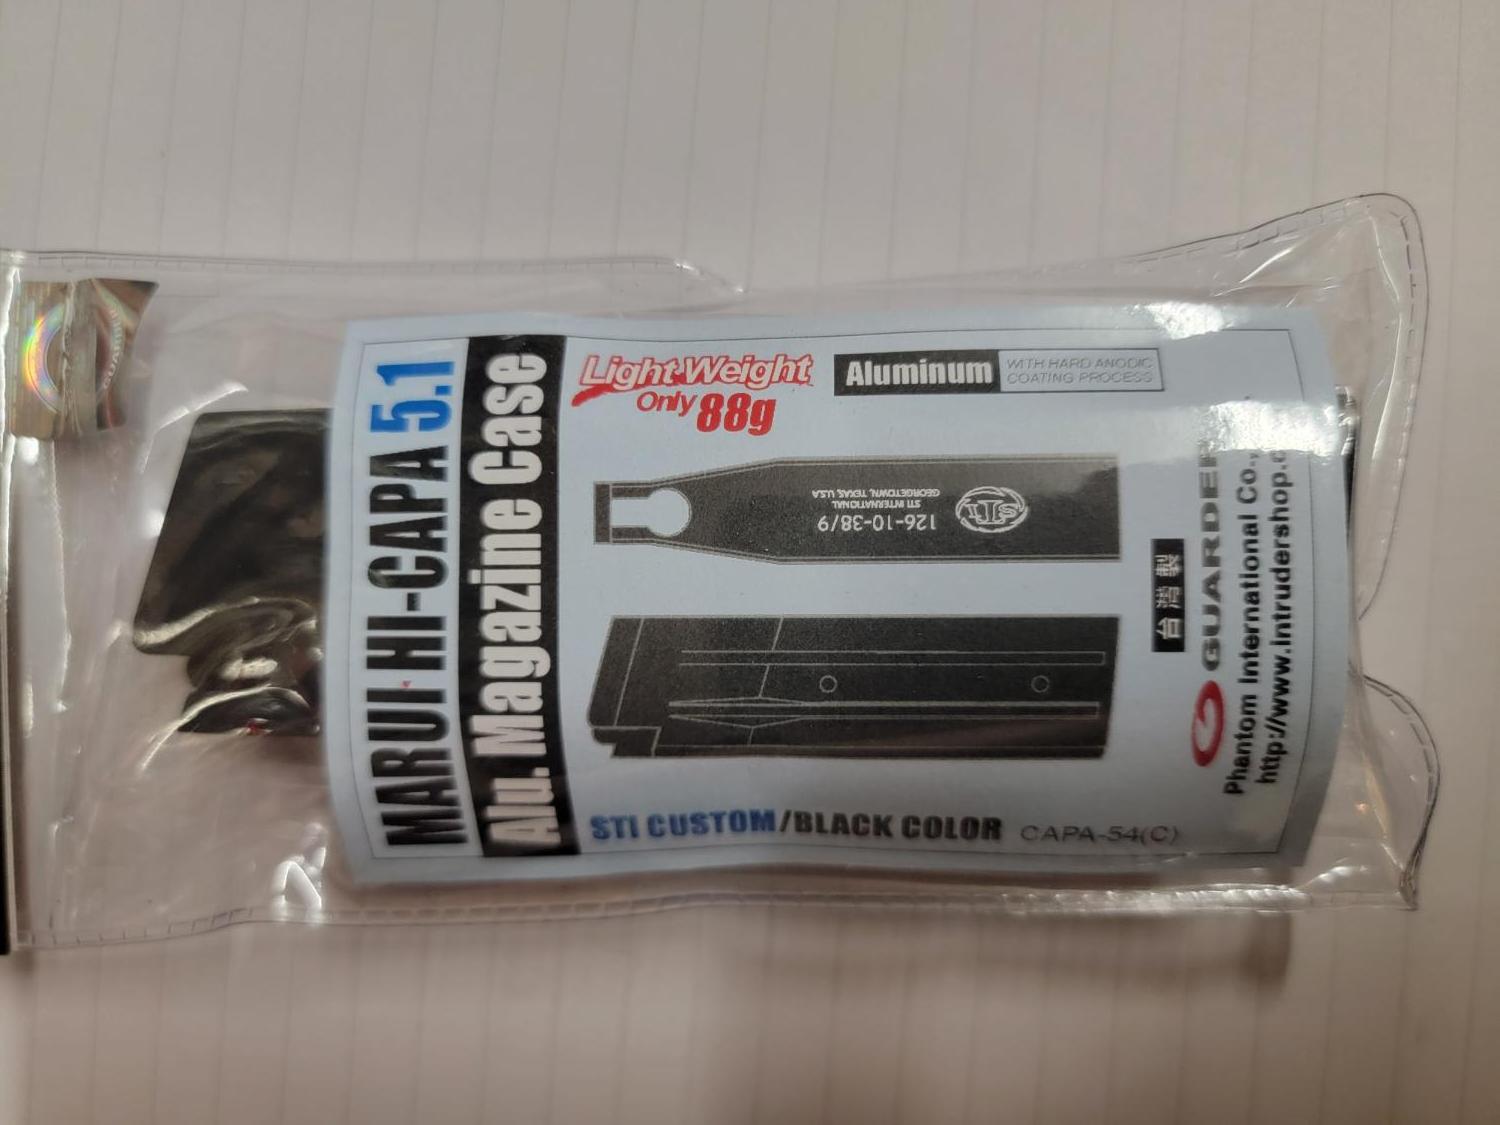 MARUI HI-CAPA 5.1
Alu. Magazine Case
Light Weight
Only 88g
Aluminum
WITH HARD ANODIC
COATING PROCESS
126-10-38/9
STI INTERNATIONAL
GEORGETOWN, TEXAS, U.S.A
STI
STI CUSTOM/BLACK COLOR CAPA-54(C)
台灣製
GUARDER
Phantom International Co.,
http://www.intrudershop.c